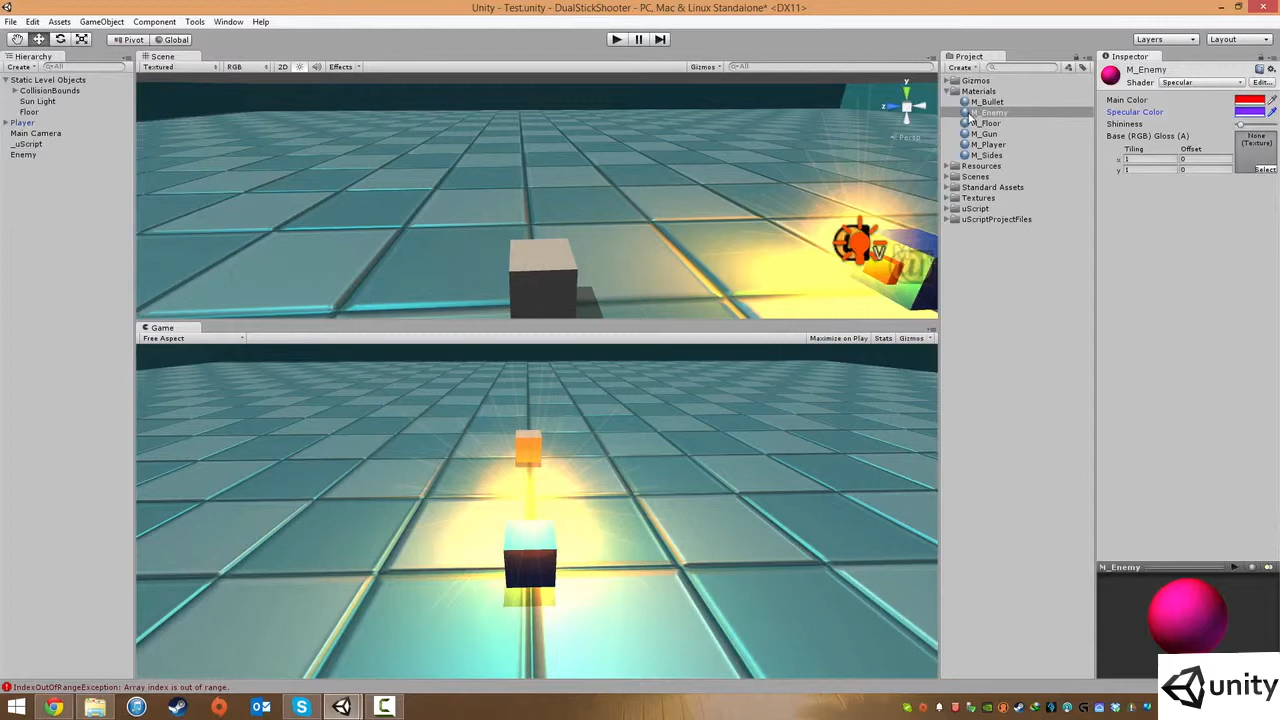 Unity - Test.unity - DualStickShooter - PC, Mac & Linux Standalone* <DX11>
File Edit Assets GameObject Component Tools Window Help
Pivot Global Layers Layout
Hierarchy
Create All
Static Level Objects
CollisionBounds
Sun Light
Floor
Player
Main Camera
_uScript
Enemy
Scene
Textured RGB 2D Effects Gizmos All
y
z
Persp
Game
Free Aspect Maximize on Play Stats Gizmos
Project
Create
Gizmos
Materials
M_Bullet
M_Enemy
M_Floor
M_Gun
M_Player
M_Sides
Resources
Scenes
Standard Assets
Textures
uScript
uScriptProjectFiles
Inspector
M_Enemy
Shader Specular Edit...
Main Color
Specular Color
Shininess
Base (RGB) Gloss (A)
None
(Texture)
Tiling Offset
x 1 0
y 1 0
Select
M_Enemy
IndexOutOfRangeException: Array index is out of range.
unity